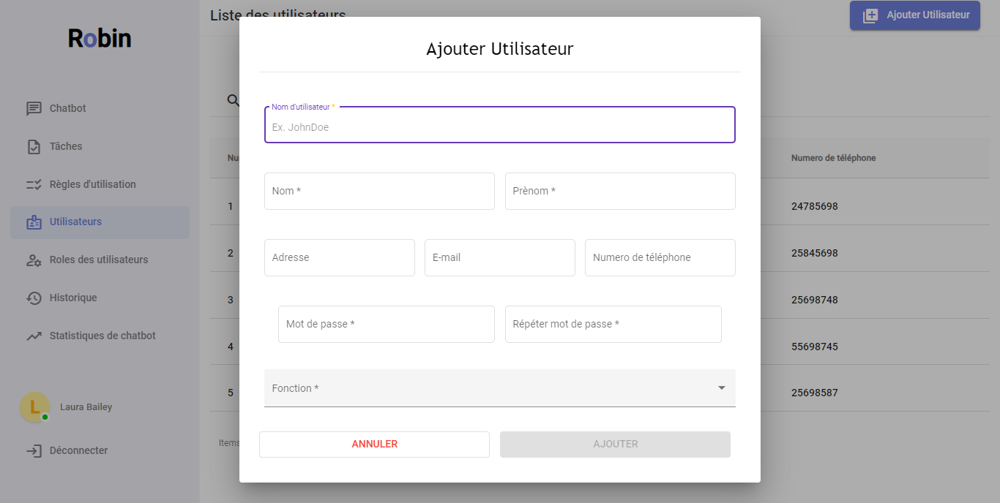 Robin
Chatbot
Tâches
Règles d'utilisation
Utilisateurs
Roles des utilisateurs
Historique
Statistiques de chatbot
L
Laura Bailey
Déconnecter
Liste des utilisateurs
Ajouter Utilisateur
Ajouter Utilisateur
Nom d'utilisateur *
Ex. JohnDoe
Nom *
Prènom *
Adresse
E-mail
Numero de téléphone
Mot de passe *
Répéter mot de passe *
Fonction *
ANNULER
AJOUTER
Numero de téléphone
1
24785698
2
25845698
3
25698748
4
55698745
5
25698587
Items